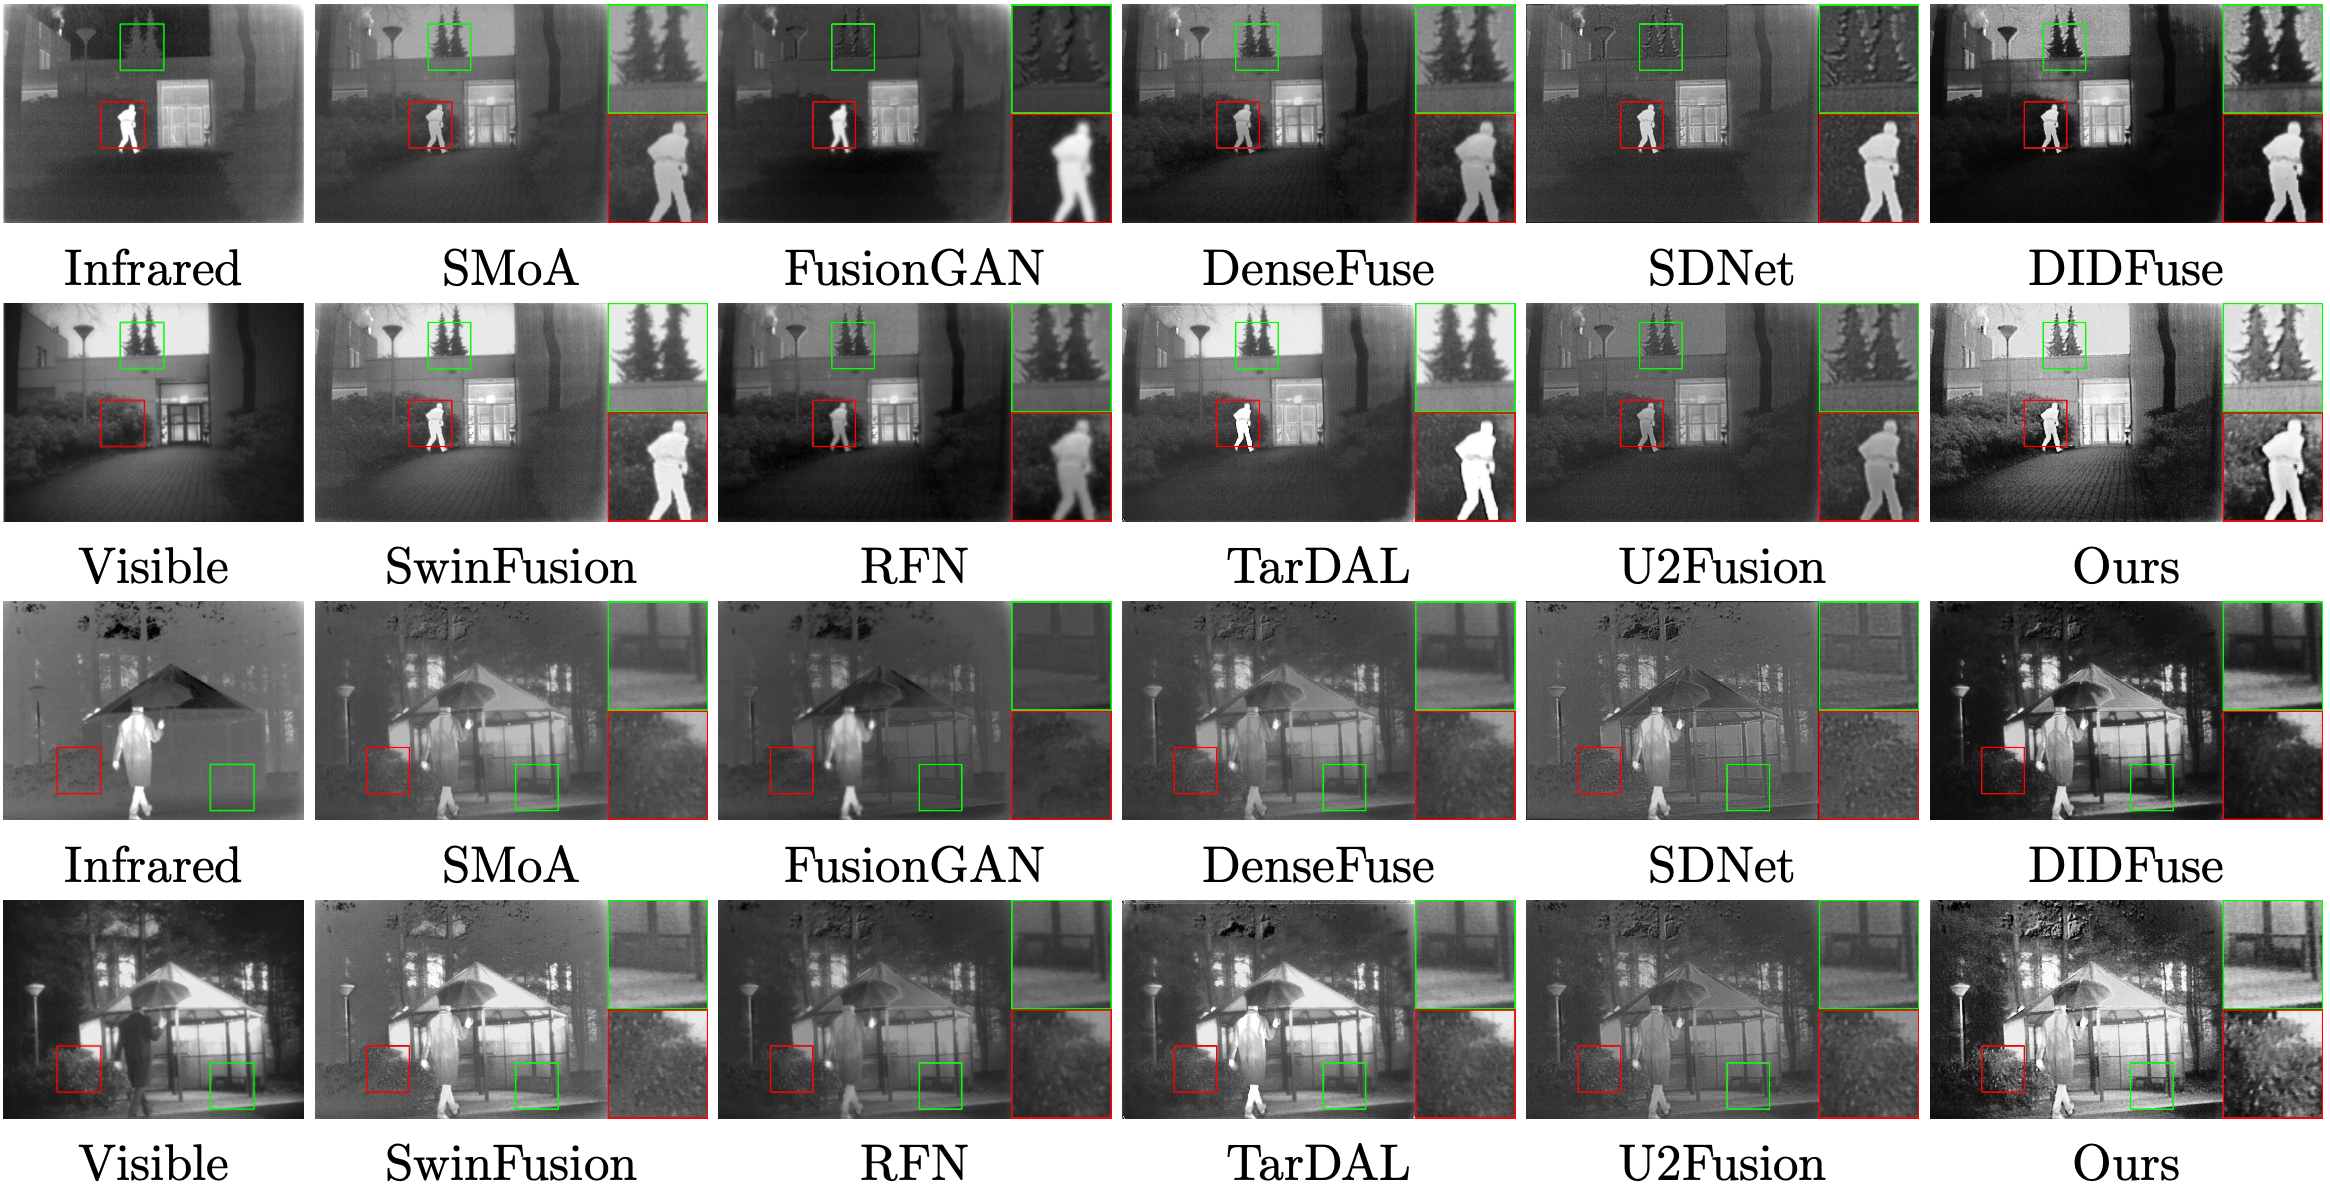 Infrared SMoA FusionGAN DenseFuse SDNet DIDFuse
Visible SwinFusion RFN TarDAL U2Fusion Ours
Infrared SMoA FusionGAN DenseFuse SDNet DIDFuse
Visible SwinFusion RFN TarDAL U2Fusion Ours